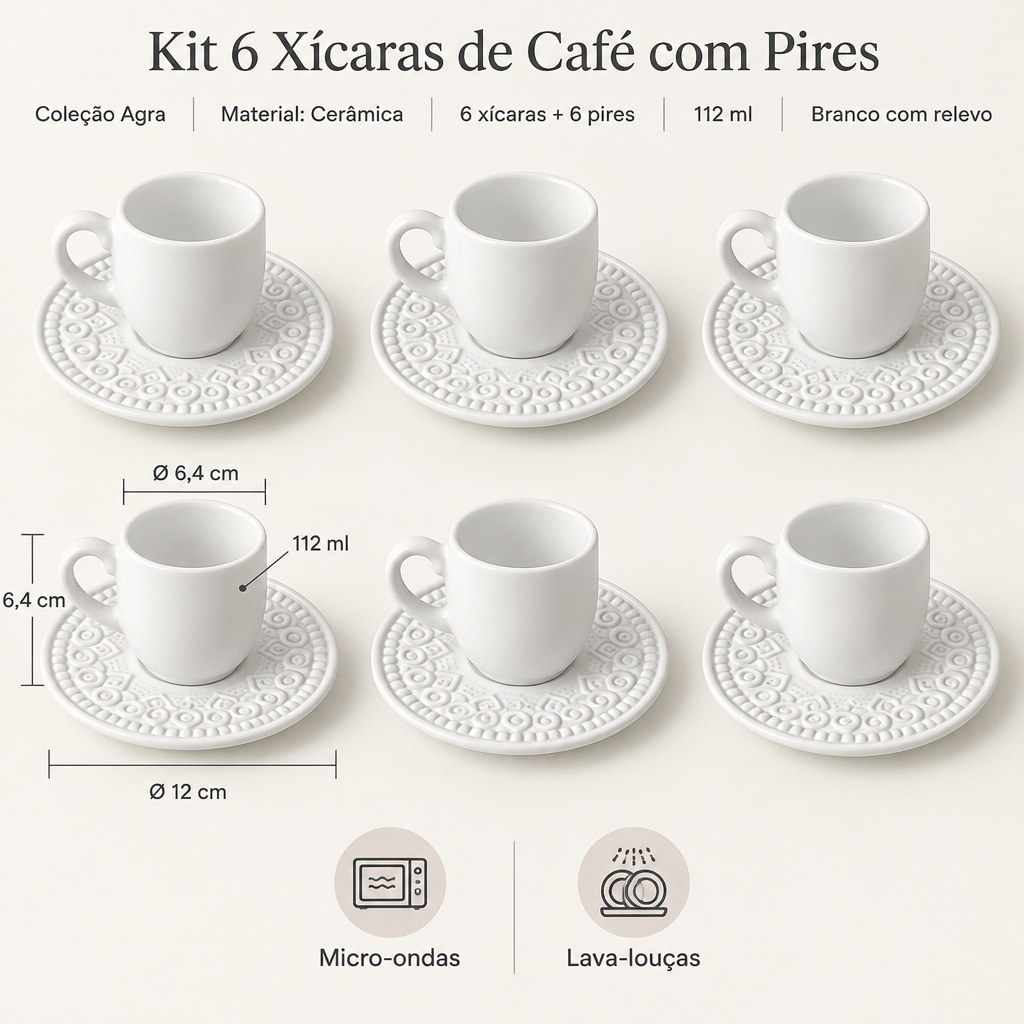 Kit 6 Xícaras de Café com Pires
Coleção Agra
Material: Cerâmica
6 xícaras + 6 pires
112 ml
Branco com relevo
Ø 6,4 cm
112 ml
6,4 cm
Ø 12 cm
Micro-ondas
Lava-louças